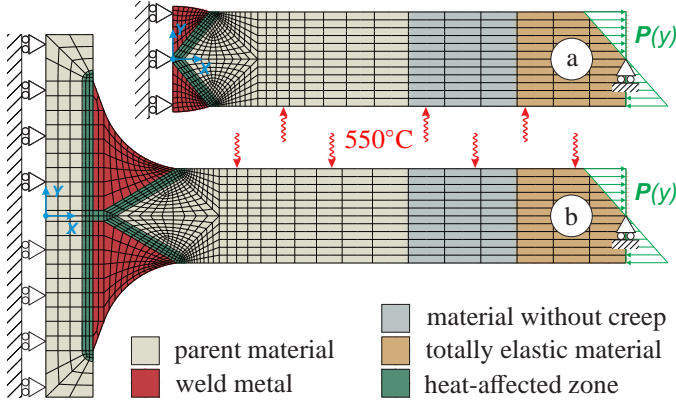 Y
X
a
P(y)
550°C
Y
X
b
P(y)
material without creep
parent material
totally elastic material
weld metal
heat-affected zone